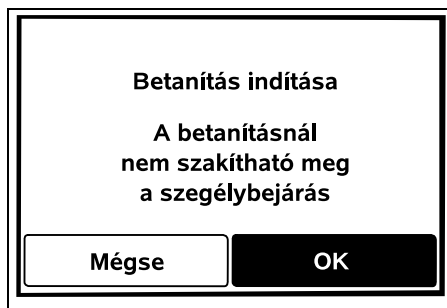 Betanítás indítása
A betanításnál
nem szakítható meg
a szegélybejárás
Mégse
OK